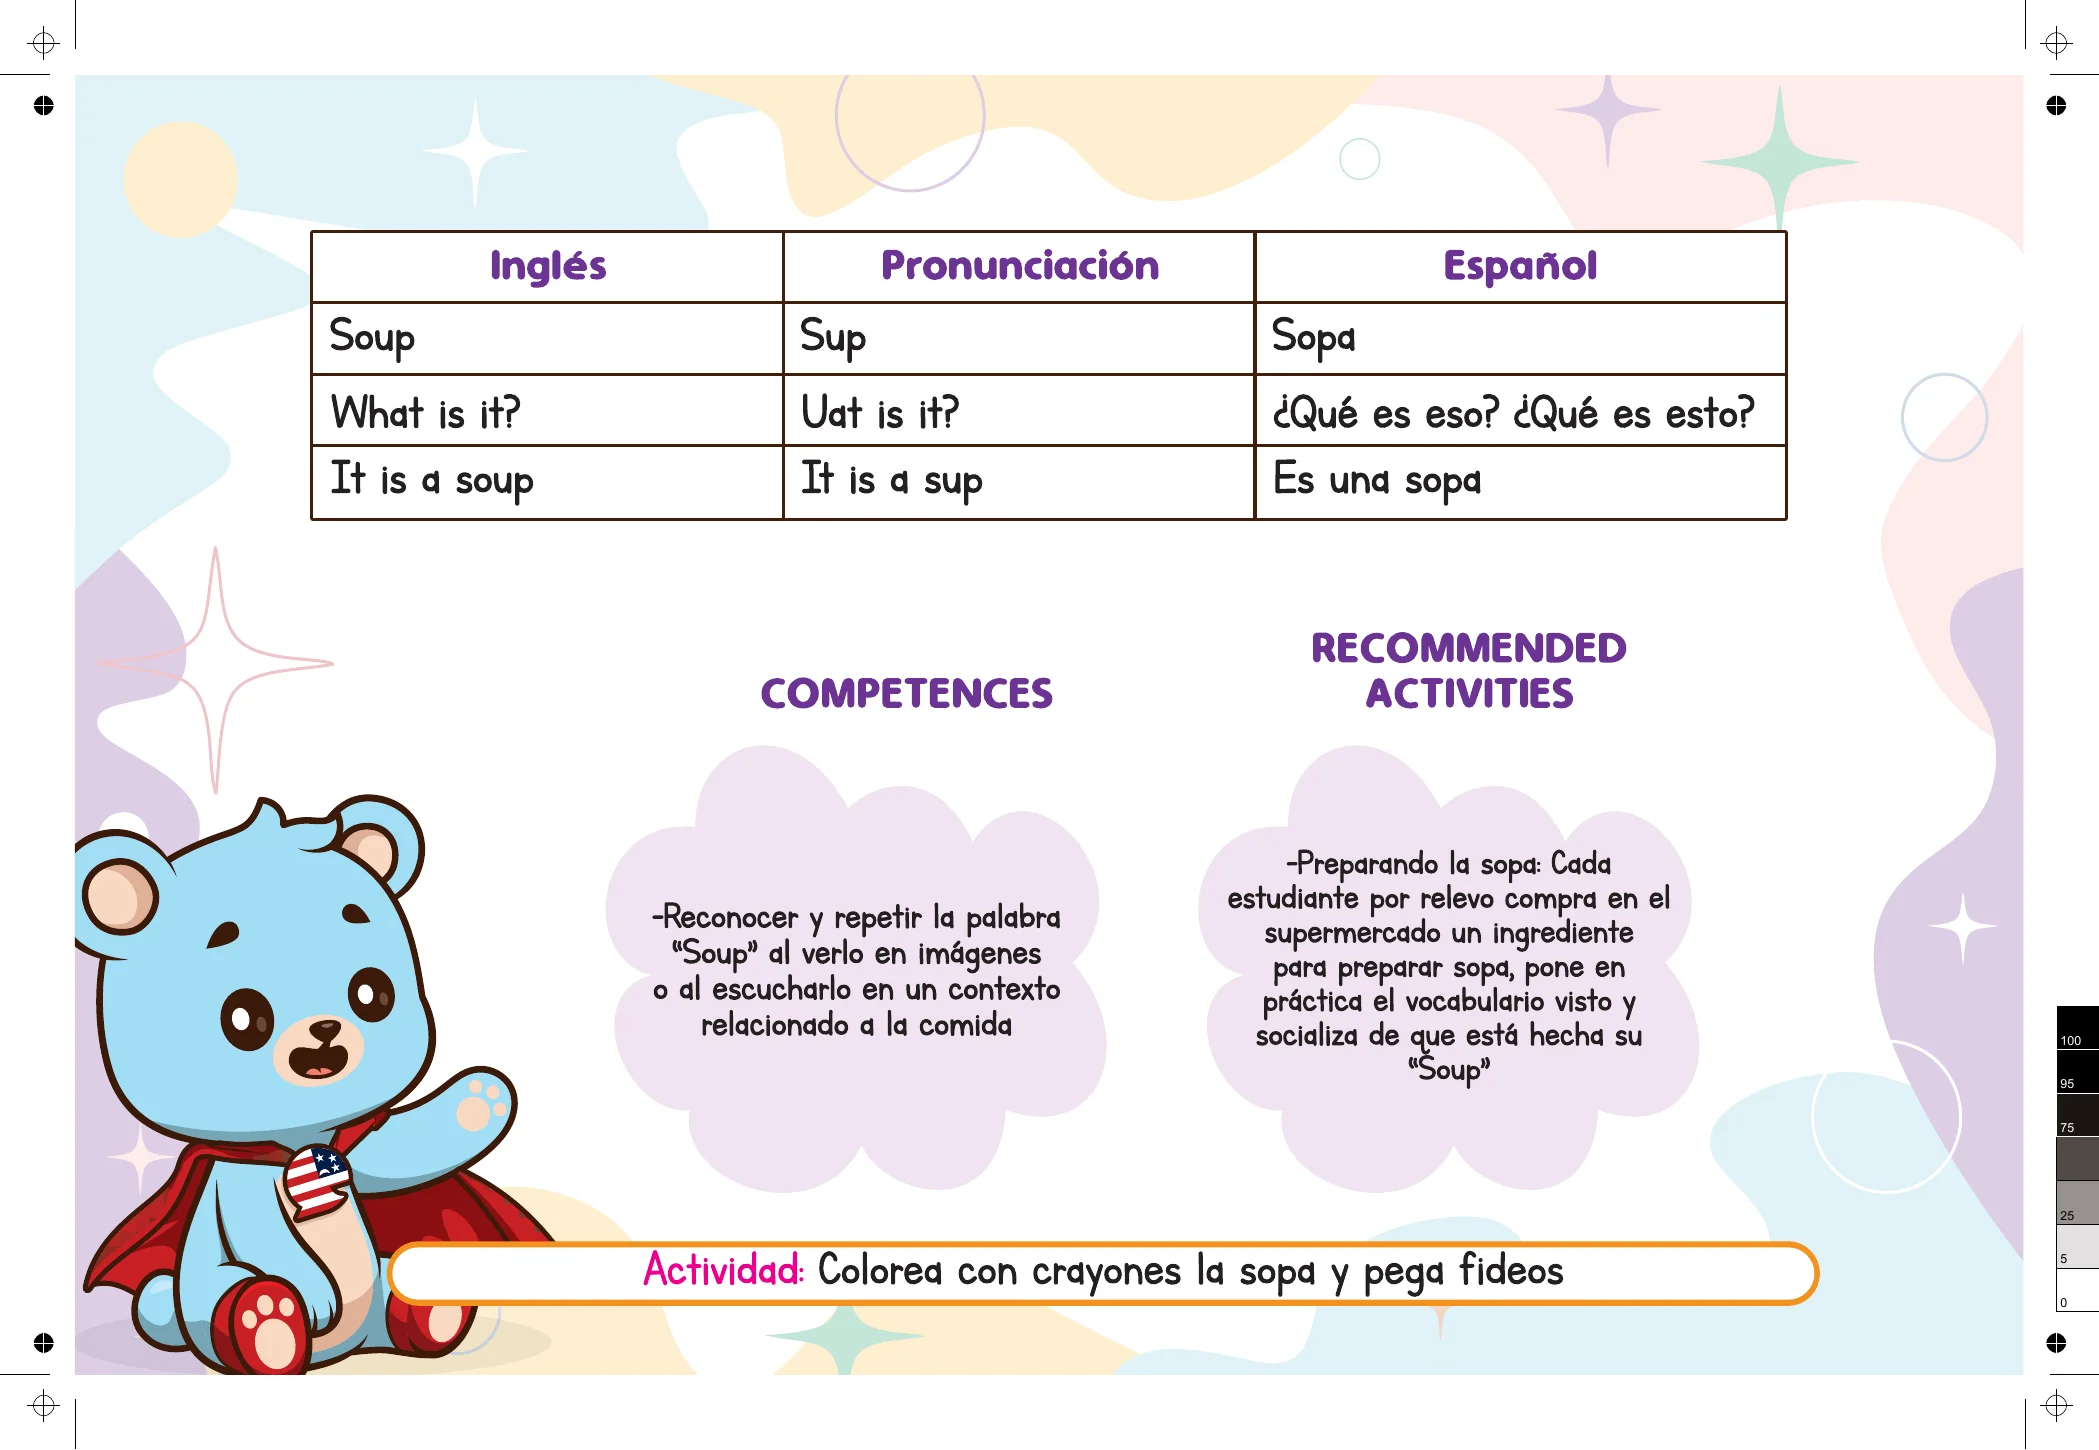 Inglés Pronunciación Español
Soup Sup Sopa
What is it? Uat is it? ¿Qué es eso? ¿Qué es esto?
It is a soup It is a sup Es una sopa
COMPETENCES
-Reconocer y repetir la palabra
“Soup” al verlo en imágenes
o al escucharlo en un contexto
relacionado a la comida
RECOMMENDED
ACTIVITIES
-Preparando la sopa: Cada
estudiante por relevo compra en el
supermercado un ingrediente
para preparar sopa, pone en
práctica el vocabulario visto y
socializa de que está hecha su
“Soup”
Actividad: Colorea con crayones la sopa y pega fideos
100
95
75
25
5
0